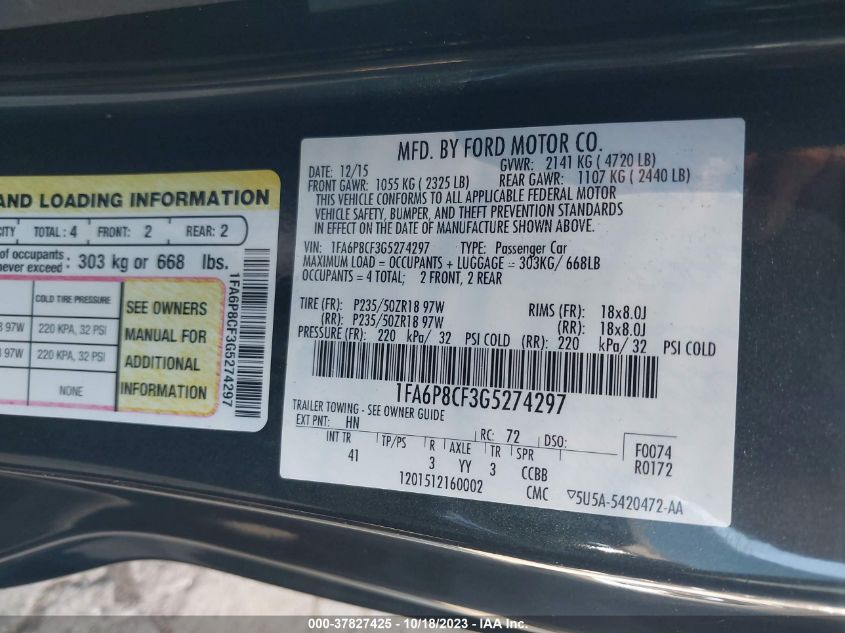 AND LOADING INFORMATION
CITY TOTAL : 4 FRONT: 2 REAR: 2
of occupants
never exceed : 303 kg or 668 lbs.
COLD TIRE PRESSURE
97W 220 KPA, 32 PSI
97W 220 KPA, 32 PSI
NONE
SEE OWNERS
MANUAL FOR
ADDITIONAL
INFORMATION
1FA6P8CF3G5274297
MFD. BY FORD MOTOR CO.
DATE: 12/15 GVWR: 2141 KG ( 4720 LB)
FRONT GAWR: 1055 KG ( 2325 LB) REAR GAWR: 1107 KG ( 2440 LB)
THIS VEHICLE CONFORMS TO ALL APPLICABLE FEDERAL MOTOR
VEHICLE SAFETY, BUMPER, AND THEFT PREVENTION STANDARDS
IN EFFECT ON THE DATE OF MANUFACTURE SHOWN ABOVE.
VIN: 1FA6P8CF3G5274297 TYPE: Passenger Car
MAXIMUM LOAD = OCCUPANTS + LUGGAGE = 303KG/ 668LB
OCCUPANTS = 4 TOTAL; 2 FRONT, 2 REAR
TIRE (FR): P235/50ZR18 97W RIMS (FR): 18x8.0J
(RR): P235/50ZR18 97W (RR): 18x8.0J
PRESSURE (FR): 220 kPa/ 32 PSI COLD (RR): 220 kPa/ 32 PSI COLD
1FA6P8CF3G5274297
TRAILER TOWING - SEE OWNER GUIDE
EXT PNT: HN RC: 72 DSO: F0074
INT TR TP/PS R AXLE TR SPR R0172
41 3 YY 3 CCBB
1201512160002 CMC 5U5A-5420472-AA
000-37827425 - 10/18/2023 - IAA Inc.